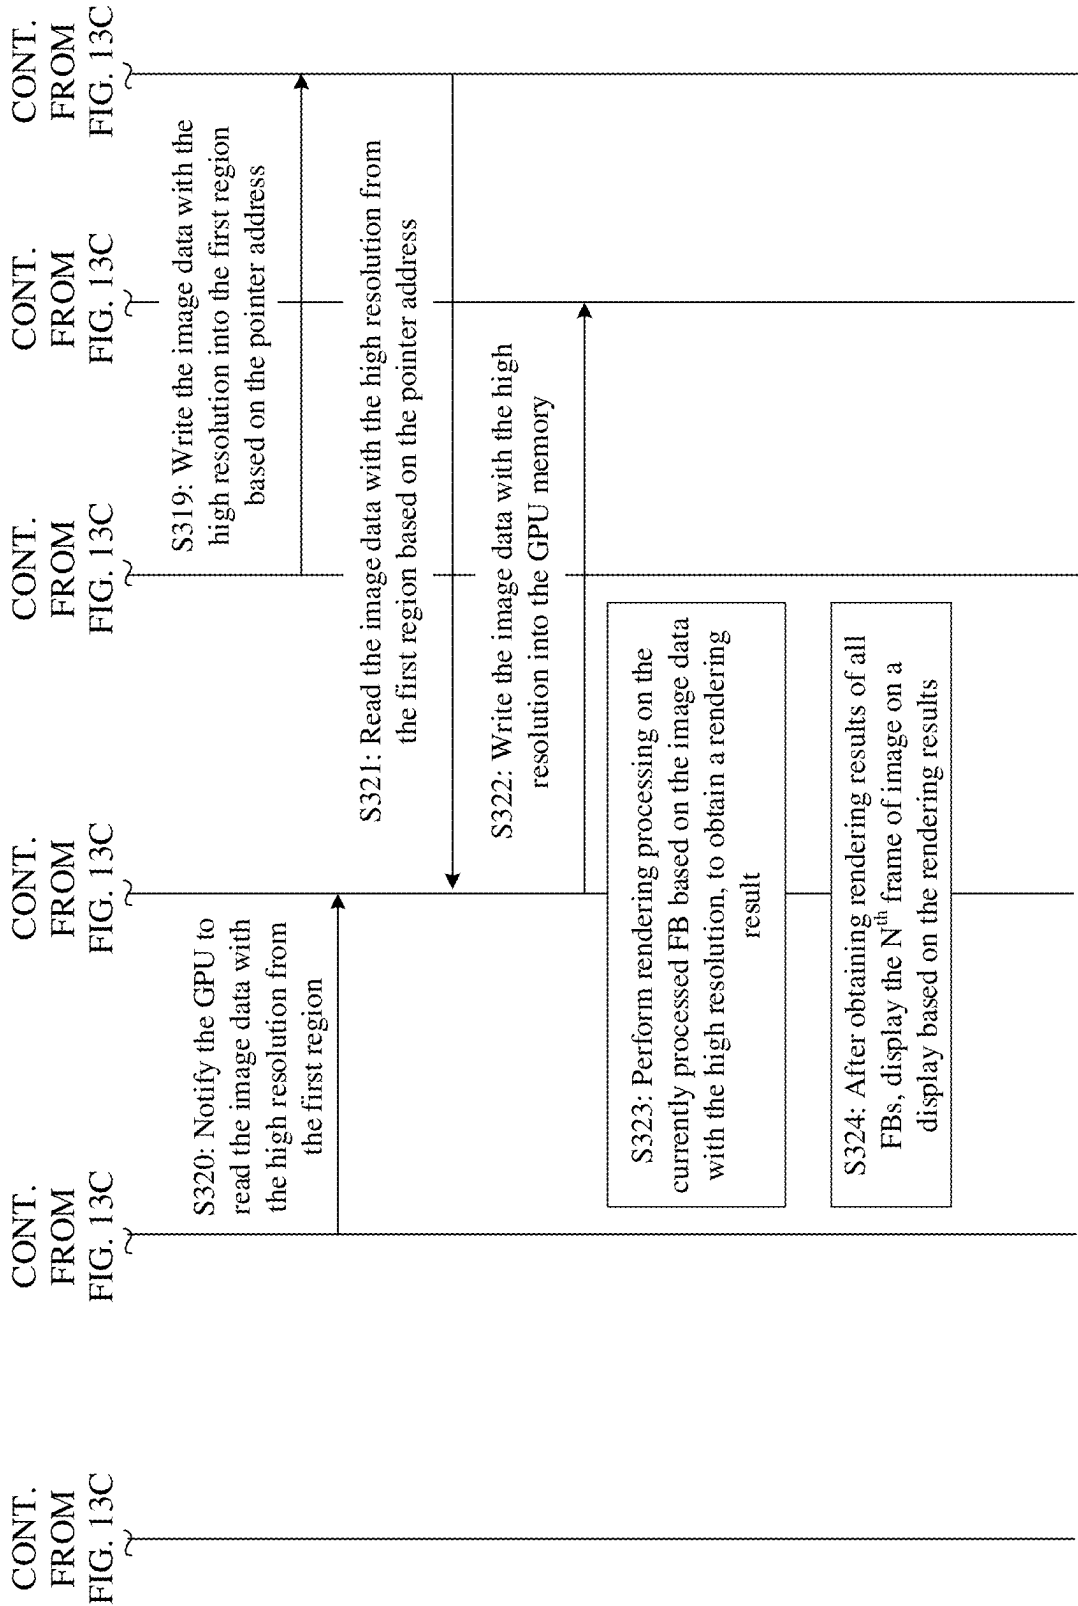 CONT.
FROM
FIG. 13C
CONT.
FROM
FIG. 13C
CONT.
FROM
FIG. 13C
CONT.
FROM
FIG. 13C
CONT.
FROM
FIG. 13C
CONT.
FROM
FIG. 13C
S319: Write the image data with the
high resolution into the first region
based on the pointer address
S320: Notify the GPU to
read the image data with
the high resolution from
the first region
S321: Read the image data with the high resolution from
the first region based on the pointer address
S322: Write the image data with the high
resolution into the GPU memory
S323: Perform rendering processing on the
currently processed FB based on the image data
with the high resolution, to obtain a rendering
result
S324: After obtaining rendering results of all
FBs, display the Nth frame of image on a
display based on the rendering results